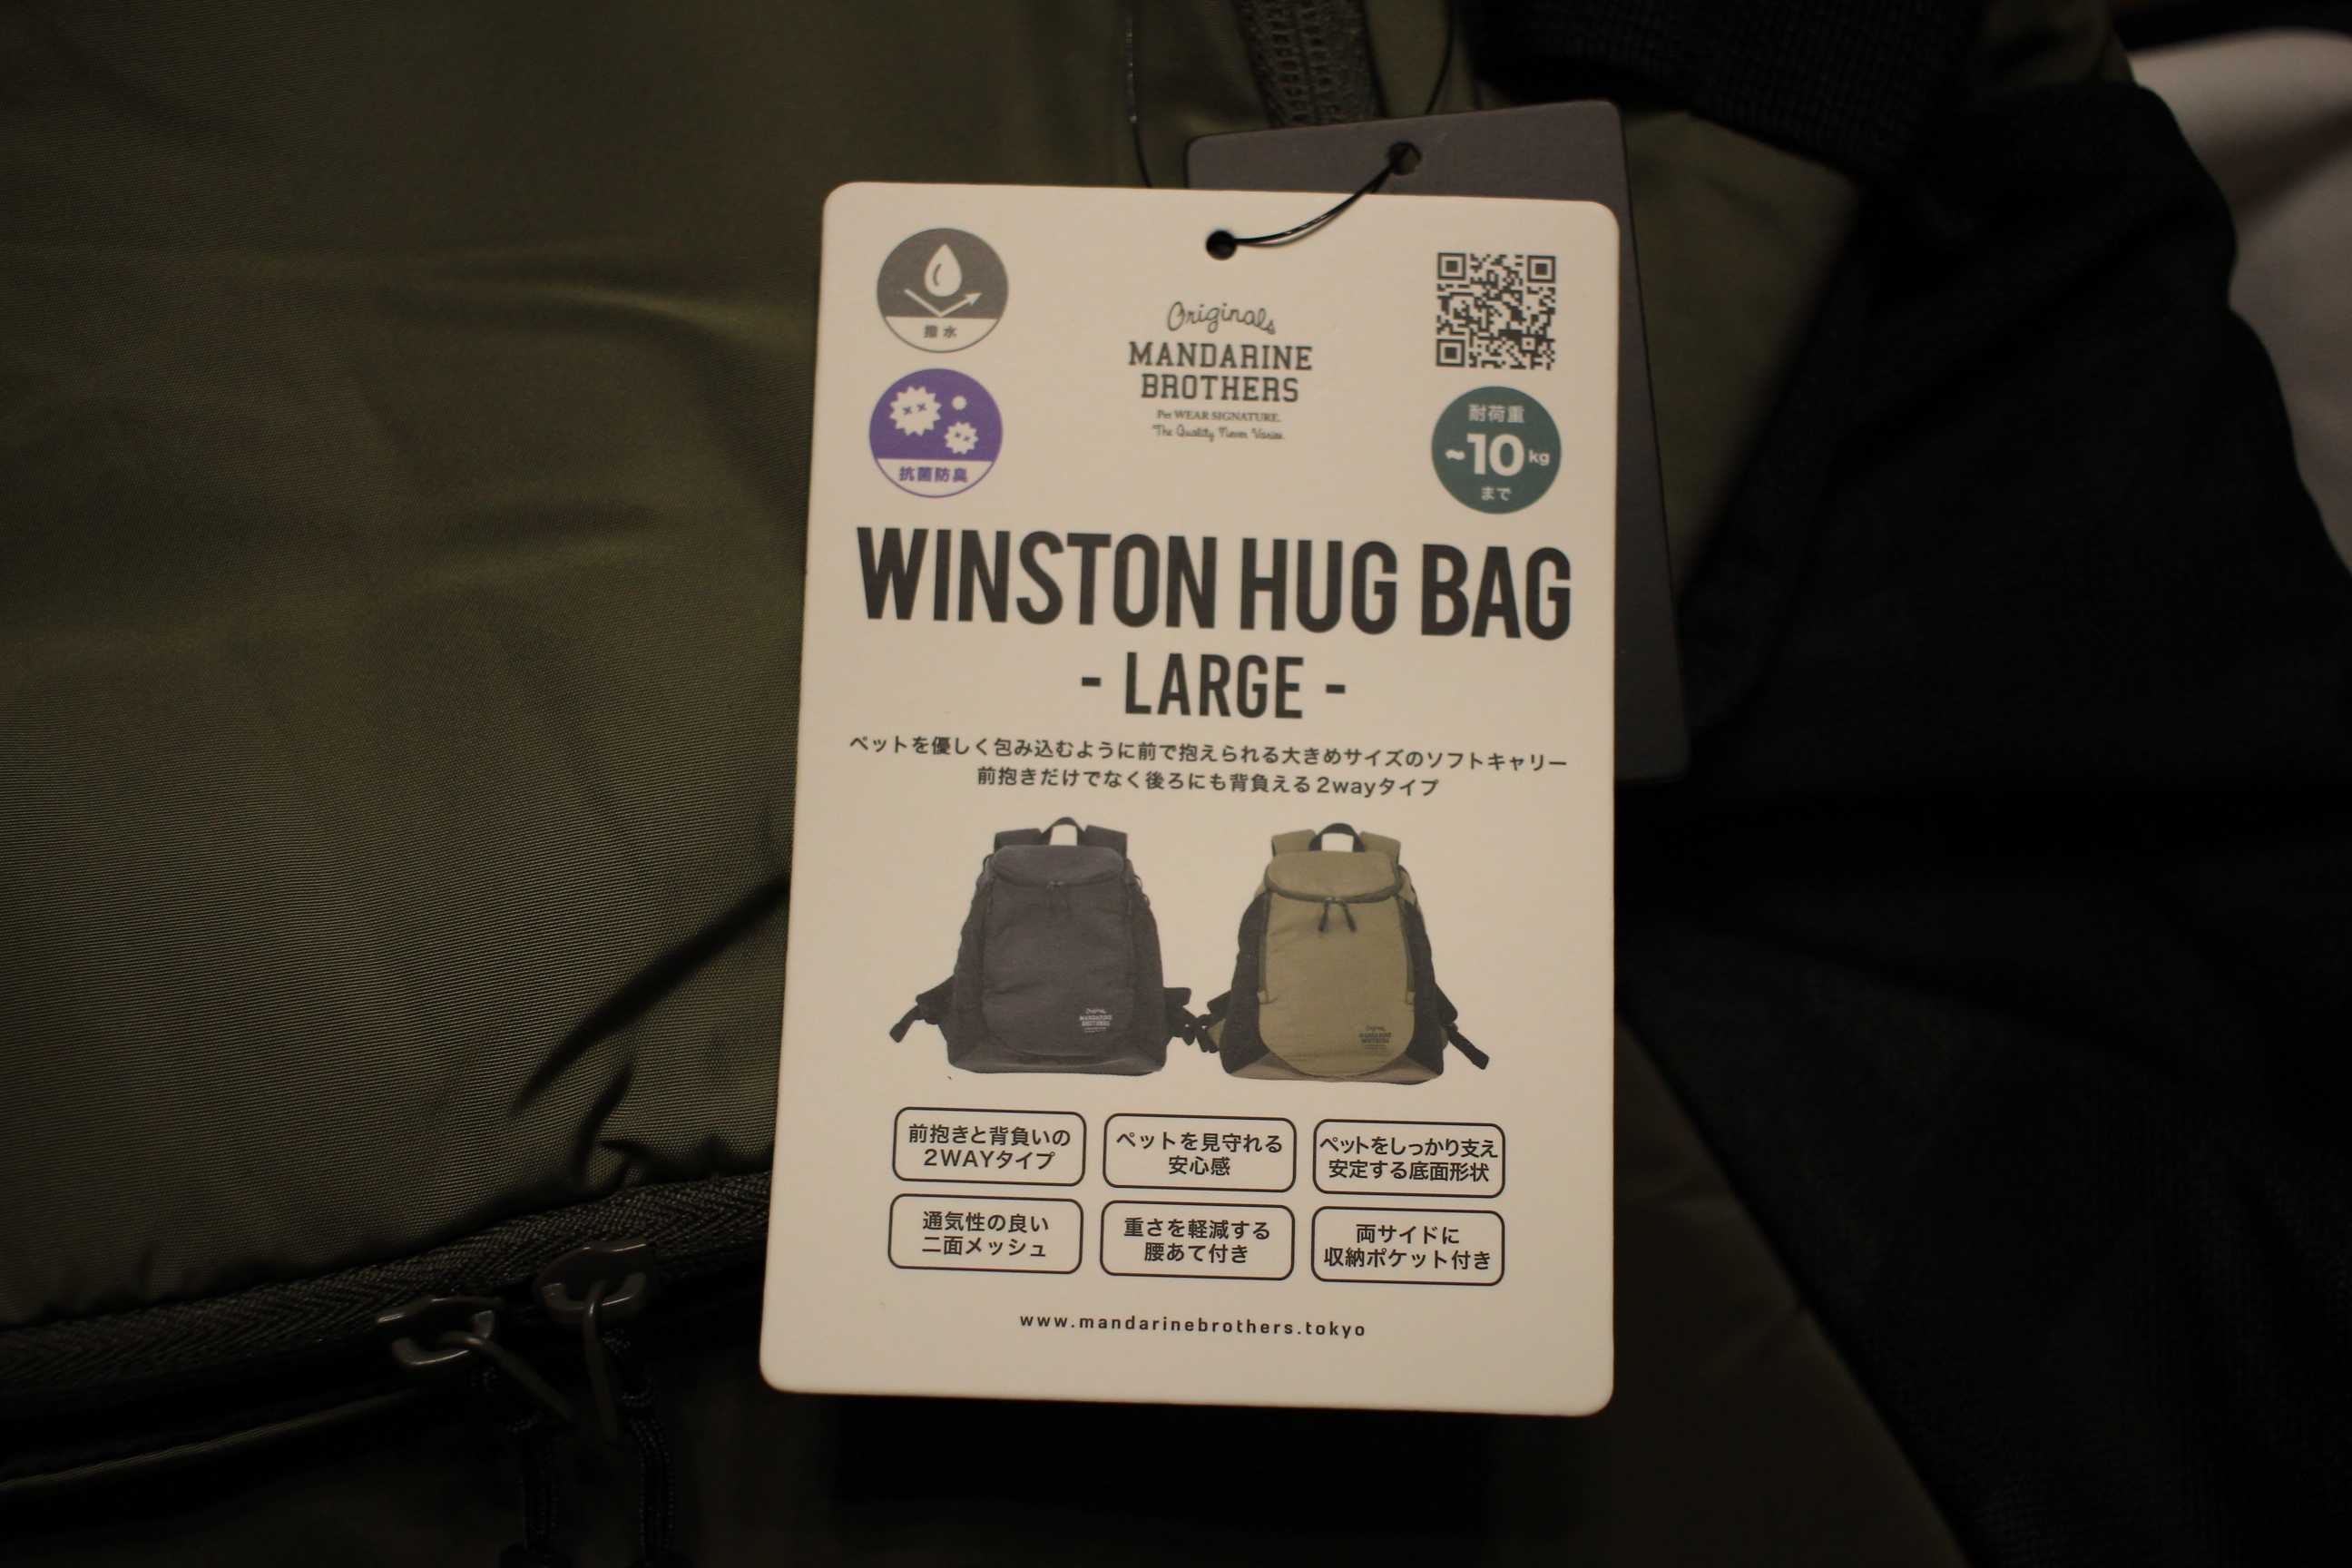 撥水
抗菌防臭
Originals
MANDARINE
BROTHERS
Pet WEAR SIGNATURE.
The Quality Never Varies.
耐荷重
~10kg
まで
WINSTON HUG BAG
- LARGE -
ペットを優しく包み込むように前で抱えられる大きめサイズのソフトキャリー
前抱きだけでなく後ろにも背負える2wayタイプ
Originals
MANDARINE
BROTHERS
MANDARINE
BROTHERS
前抱きと背負いの
2WAYタイプ
ペットを見守れる
安心感
ペットをしっかり支え
安定する底面形状
通気性の良い
二面メッシュ
重さを軽減する
腰あて付き
両サイドに
収納ポケット付き
www.mandarinebrothers.tokyo